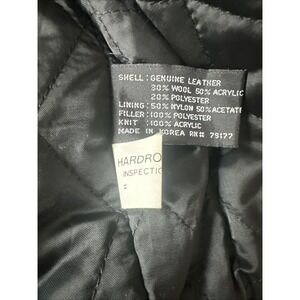 SHELL: GENUINE LEATHER
30% WOOL 50% ACRYLIC
20% POLYESTER
LINING: 50% NYLON 50% ACETATE
FILLER: 100% POLYESTER
KNIT : 100% ACRYLIC
MADE IN KOREA RN# 79177
HARDRO
INSPECTIO
: